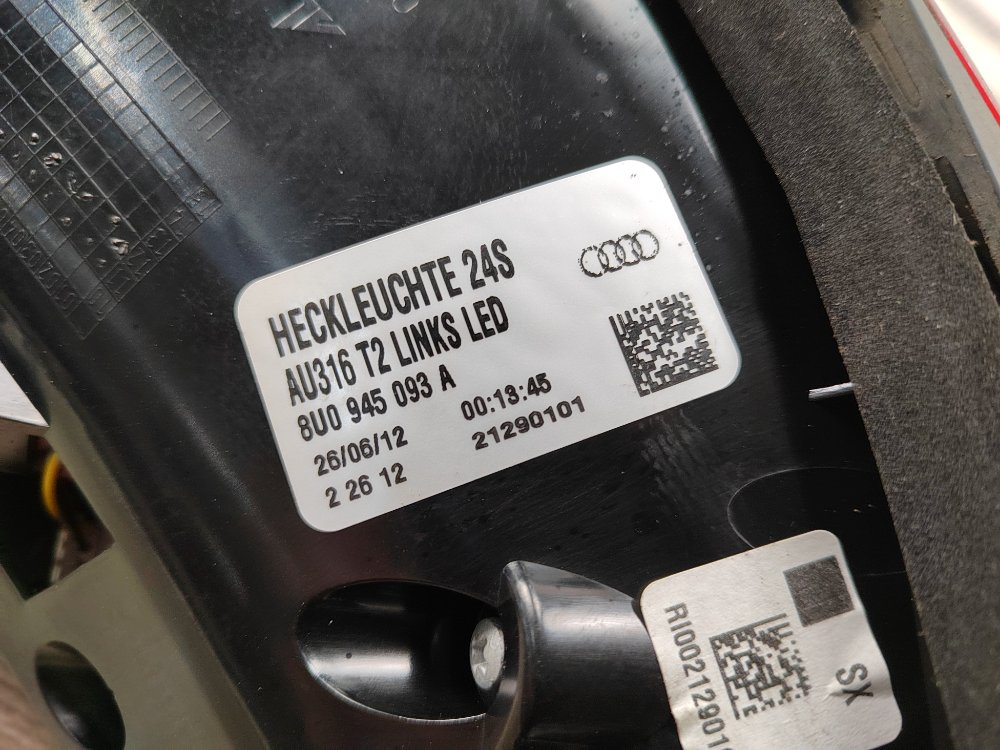 HECKLEUCHTE 24S
AU316 T2 LINKS LED
8U0 945 093 A
26/06/12 00:13:45
2 26 12 21290101
SX